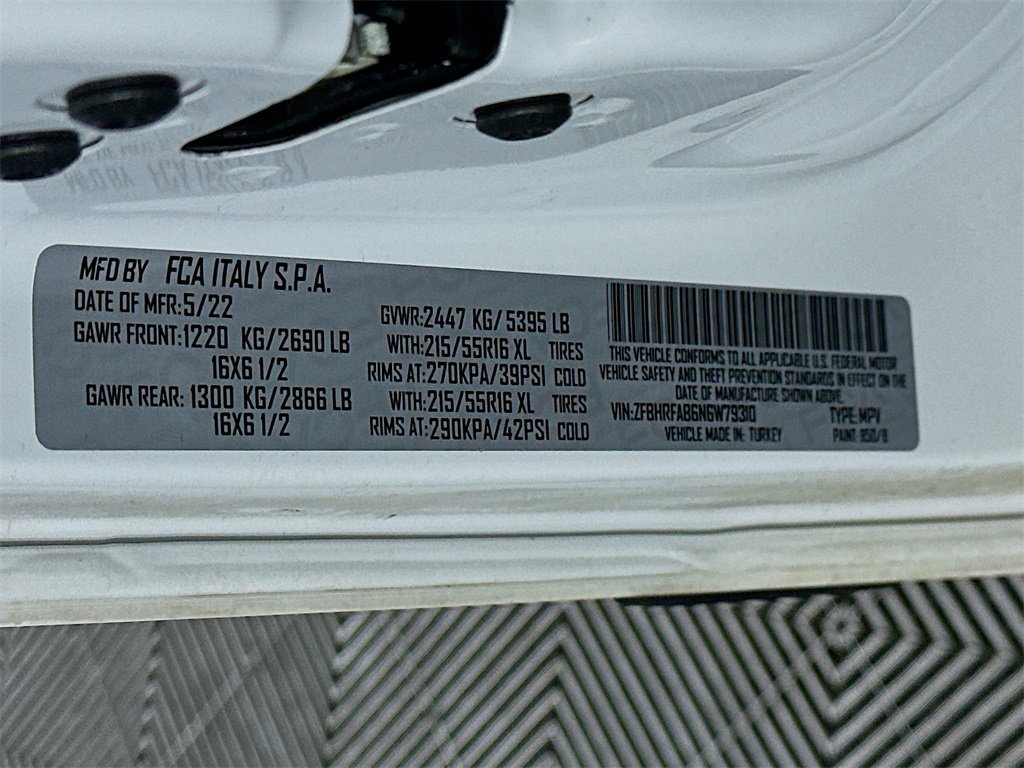 MFD BY FCA ITALY S.P.A.
DATE OF MFR:5/22
GAWR FRONT:1220 KG/2690 LB
16X6 1/2
GAWR REAR: 1300 KG/2866 LB
16X6 1/2
GVWR:2447 KG/ 5395 LB
WITH:215/55R16 XL TIRES
RIMS AT:270KPA/39PSI COLD
WITH:215/55R16 XL TIRES
RIMS AT:290KPA/42PSI COLD
THIS VEHICLE CONFORMS TO ALL APPLICABLE U.S. FEDERAL MOTOR
VEHICLE SAFETY AND THEFT PREVENTION STANDARDS IN EFFECT ON THE
DATE OF MANUFACTURE SHOWN ABOVE.
VIN:ZFBHRFAB6N6W79310 TYPE:MPV
VEHICLE MADE IN: TURKEY PAINT: 950/B